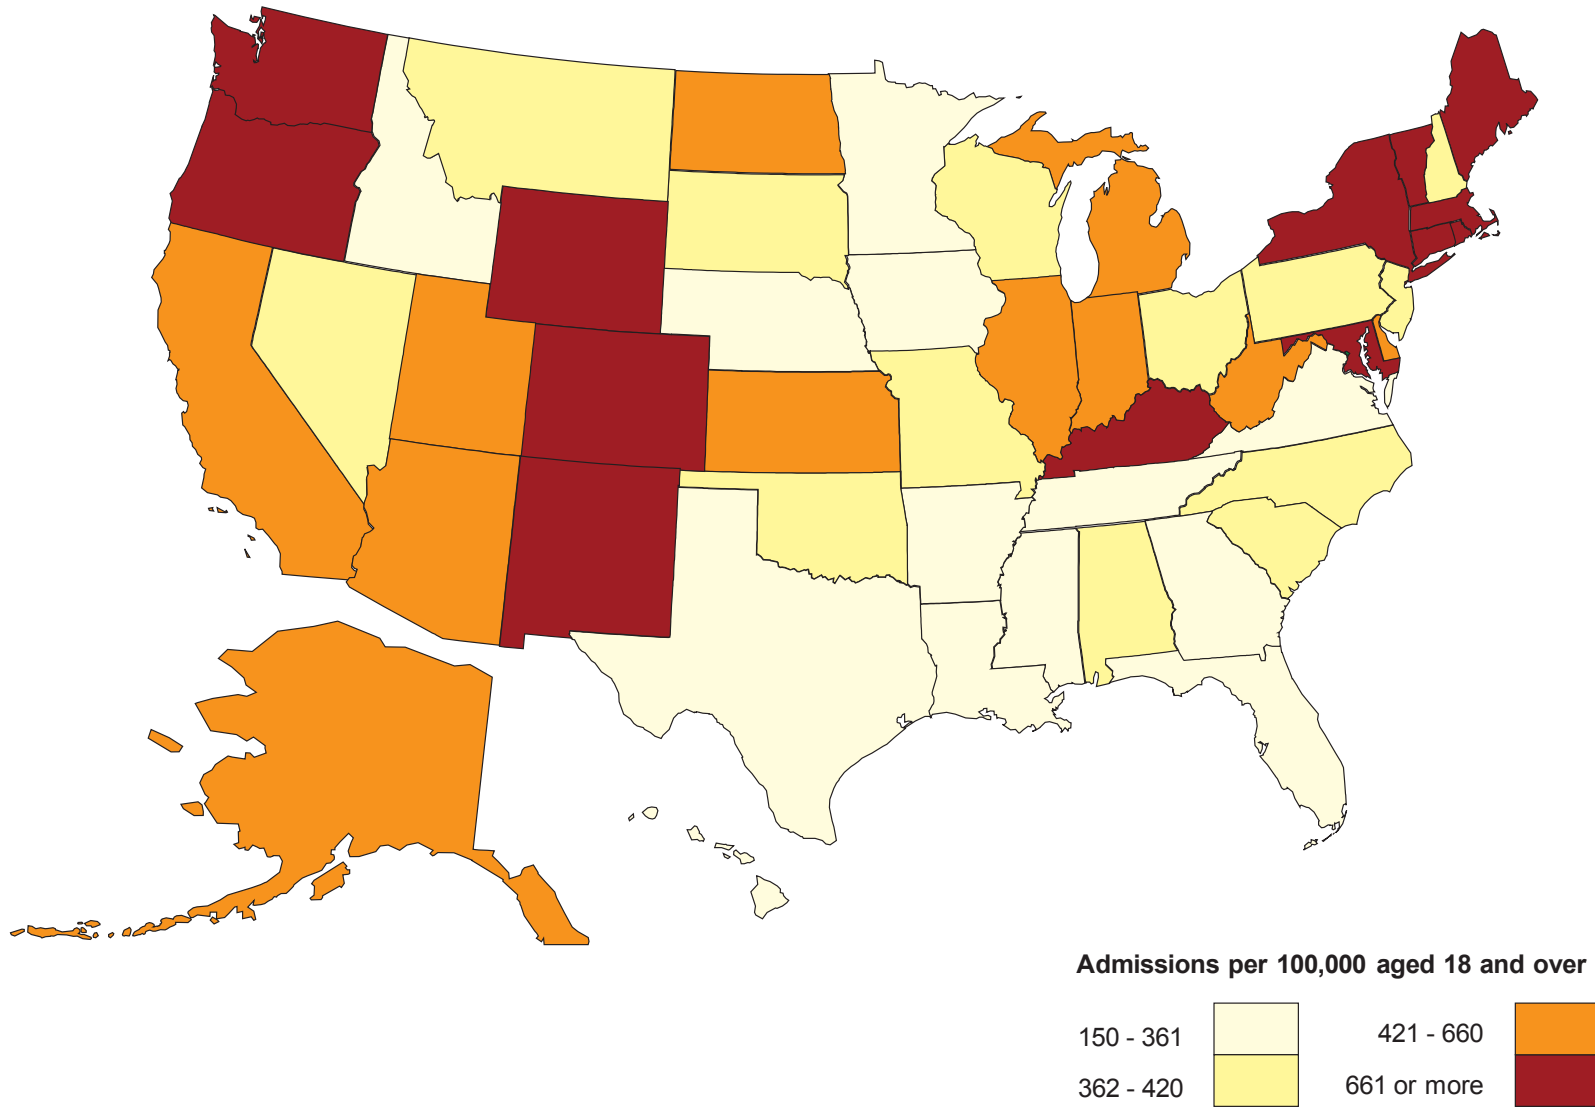 Admissions per 100,000 aged 18 and over
150 - 361
421 - 660
362 - 420
661 or more